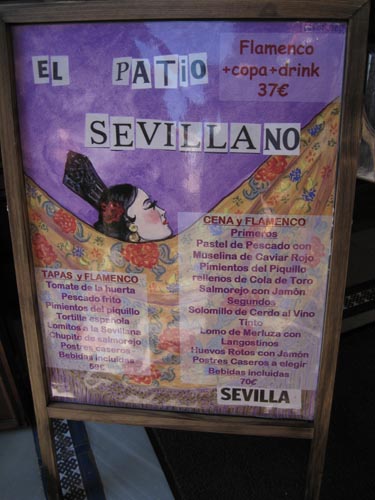 EL PATiO
SEVILLANO
Flamenco
+copa+drink
37€
TAPAS y FLAMENCO
Tomate de la huerta
Pescado frito
Pimientos del piquillo
Tortilla española
Lomitos a la Sevillana
Chupito de salmorejo
Postres caseros
Bebidas incluidas
59€
CENA y FLAMENCO
Primeros
Pastel de Pescado con
Muselina de Caviar Rojo
Pimientos del Piquillo
rellenos de Cola de Toro
Salmorejo con Jamón
Segundos
Solomillo de Cerdo al Vino
Tinto
Lomo de Merluza con
Langostinos
Huevos Rotos con Jamón
Postres Caseros a elegir
Bebidas incluidas
70€
SEVILLA